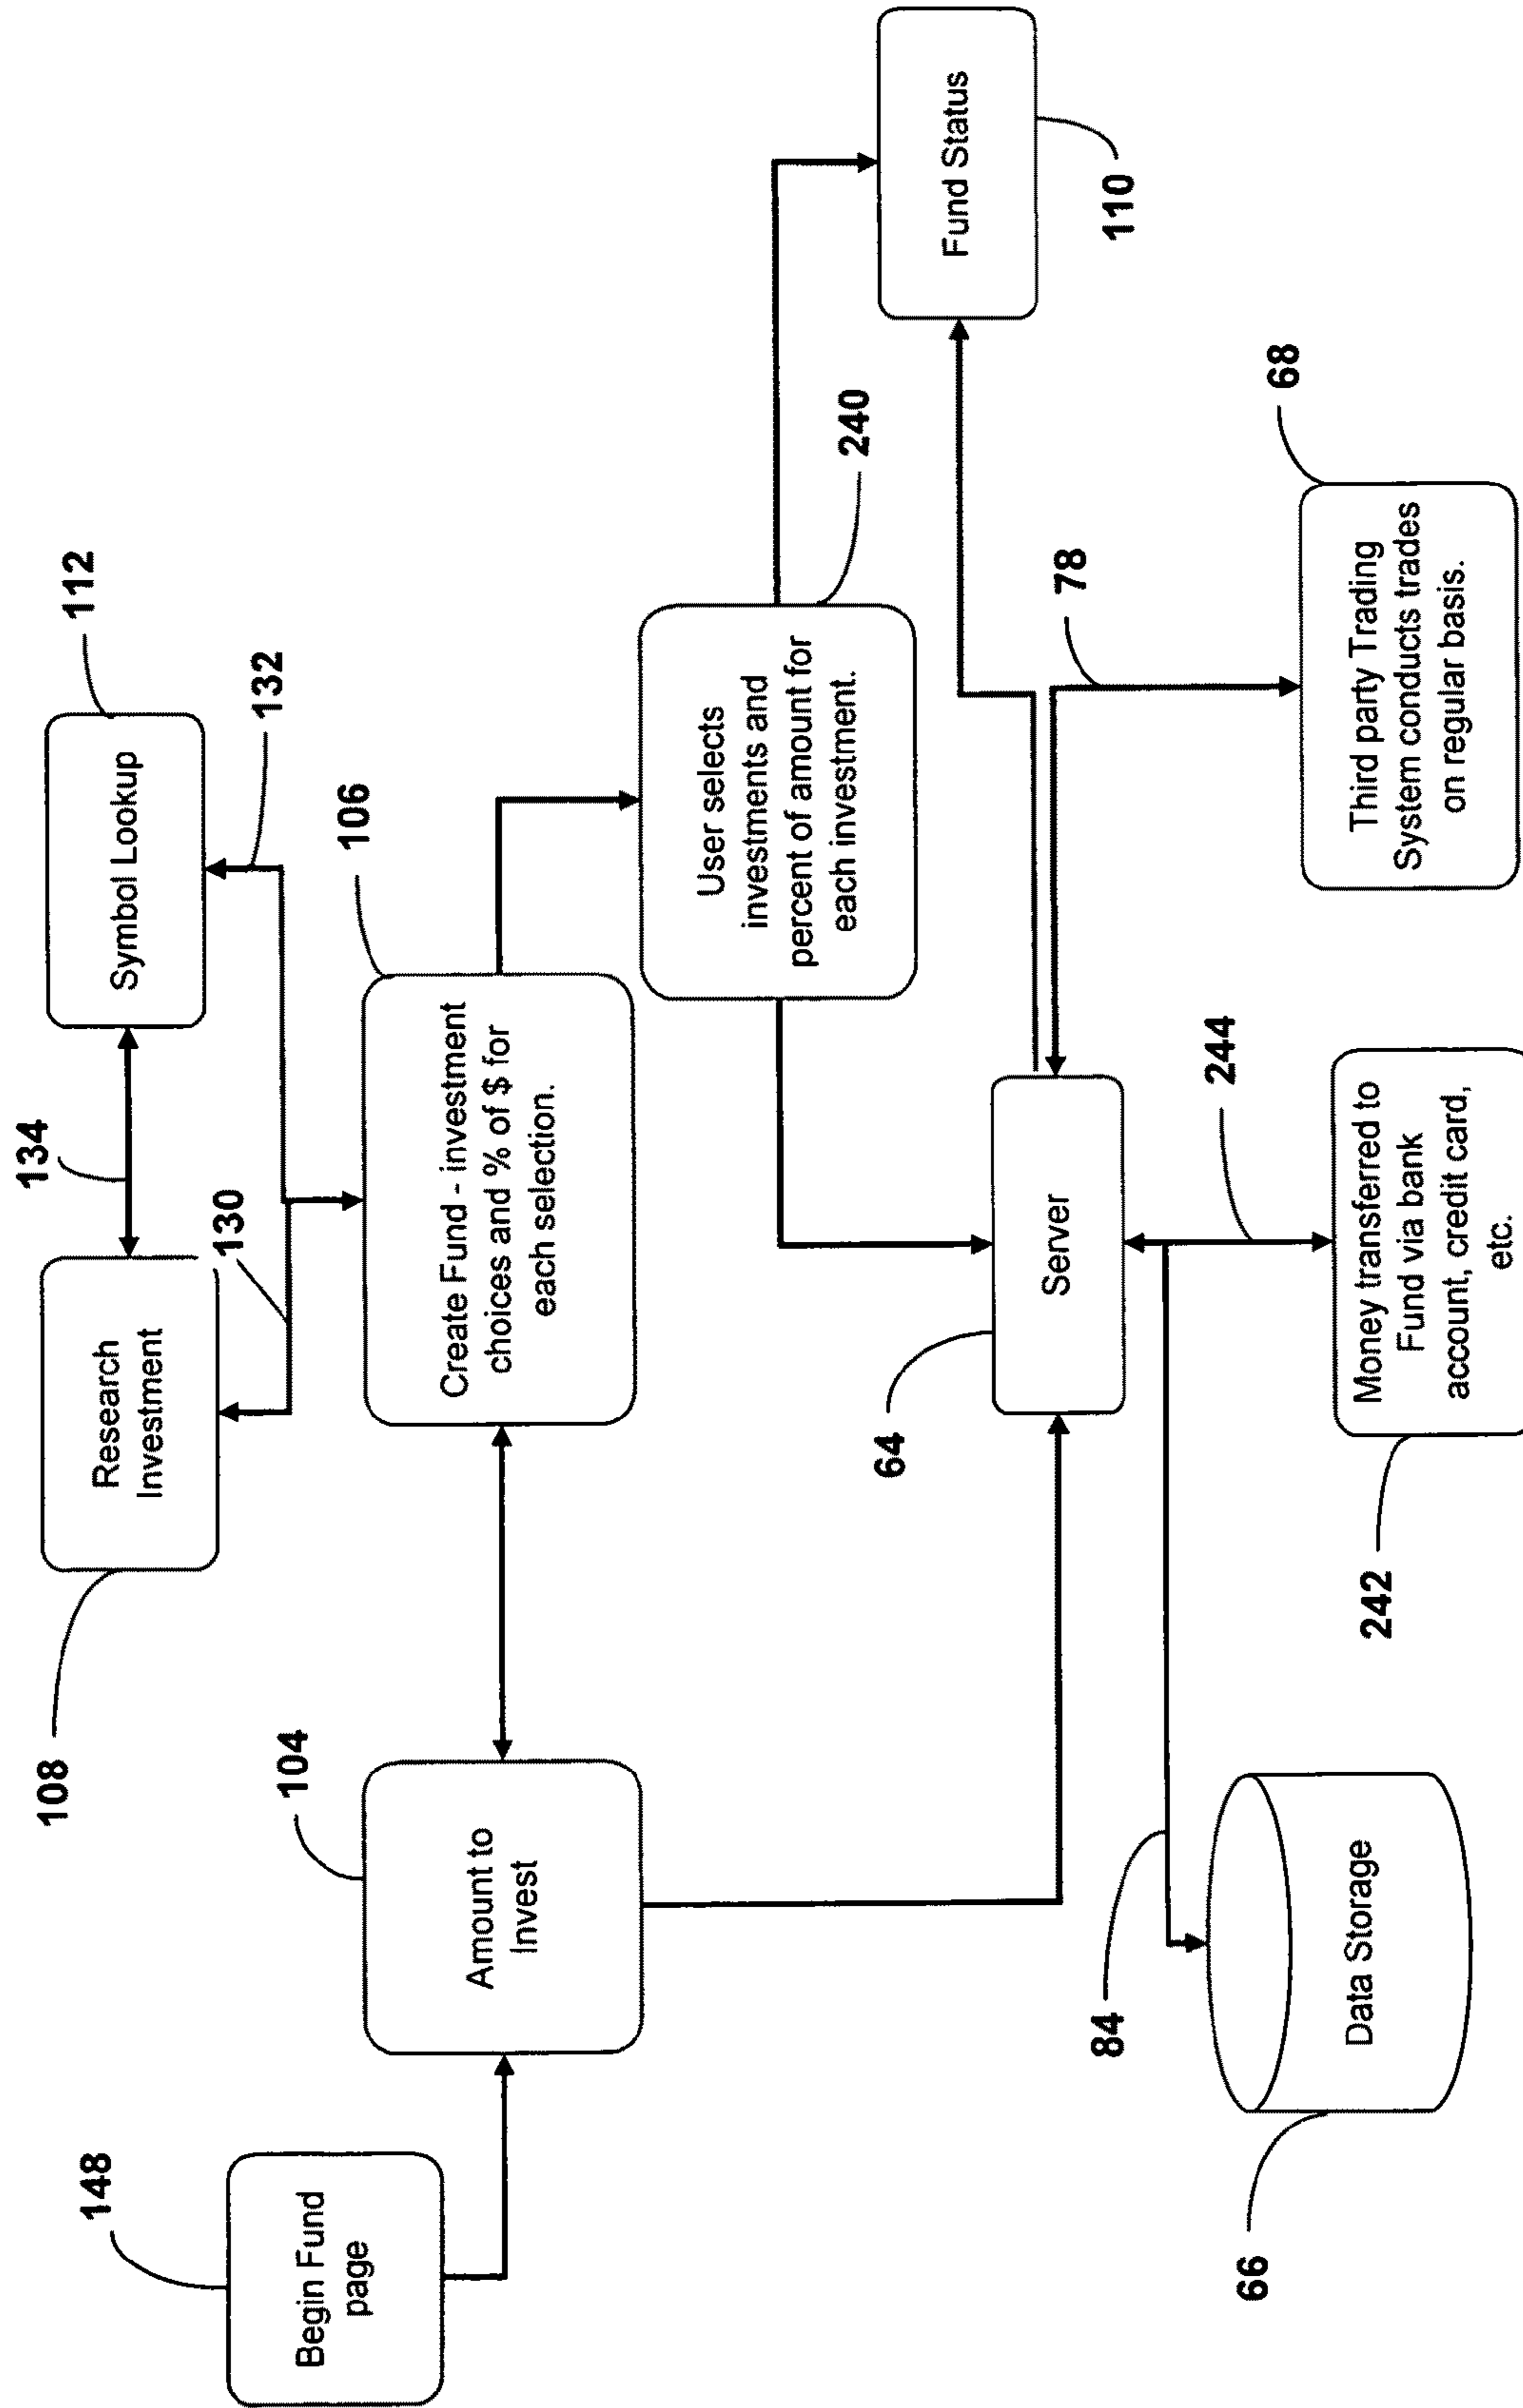 108
Research
Investment
134
112
Symbol Lookup
130
132
148
Begin Fund
page
104
Amount to
Invest
106
Create Fund - investment
choices and % of $ for
each selection.
User selects
investments and
percent of amount for
each investment.
240
Fund Status
110
64
Server
78
84
244
66
Data Storage
242
Money transferred to
Fund via bank
account, credit card,
etc.
68
Third party Trading
System conducts trades
on regular basis.